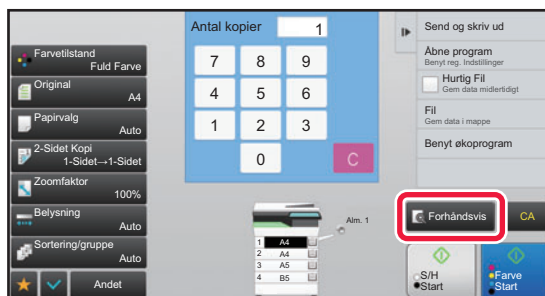 Antal kopier 1
Farvetilstand
Fuld Farve
Original
A4
Papirvalg
Auto
2-Sidet Kopi
1-Sidet→1-Sidet
Zoomfaktor
100%
Belysning
Auto
Sortering/gruppe
Auto
Andet
7 8 9
4 5 6
1 2 3
0 C
Alm. 1
1 A4
2 A4
3 A5
4 B5
Send og skriv ud
Åbne program
Benyt reg. Indstillinger
Hurtig Fil
Gem data midlertidigt
Fil
Gem data i mappe
Benyt økoprogram
Forhåndsvis
CA
S/H
Start
Farve
Start